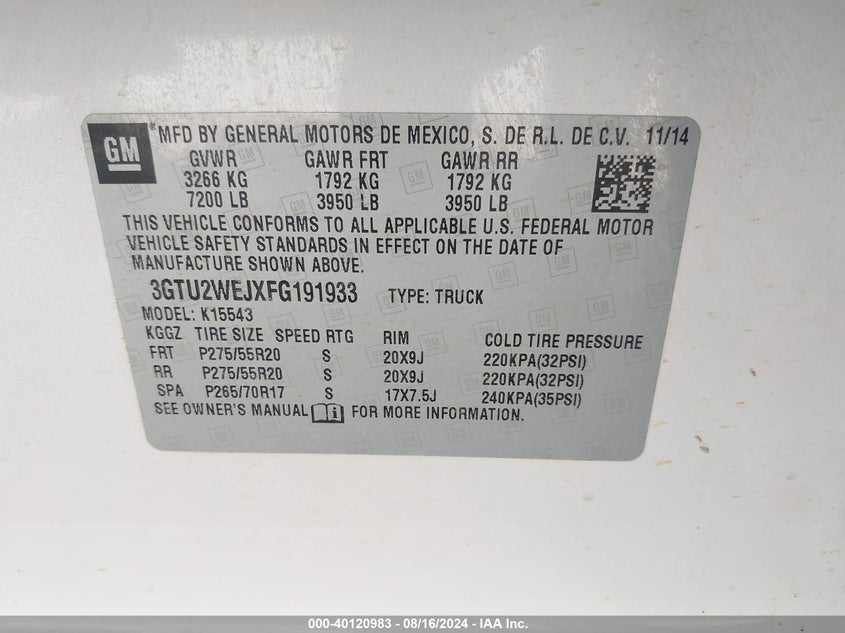 GM
*MFD BY GENERAL MOTORS DE MEXICO, S. DE R.L. DE C.V. 11/14
GVWR GAWR FRT GAWR RR
3266 KG 1792 KG 1792 KG
7200 LB 3950 LB 3950 LB
THIS VEHICLE CONFORMS TO ALL APPLICABLE U.S. FEDERAL MOTOR
VEHICLE SAFETY STANDARDS IN EFFECT ON THE DATE OF
MANUFACTURE SHOWN ABOVE.
3GTU2WEJXFG191933 TYPE: TRUCK
MODEL: K15543
KGGZ TIRE SIZE SPEED RTG RIM COLD TIRE PRESSURE
FRT P275/55R20 S 20X9J 220KPA(32PSI)
RR P275/55R20 S 20X9J 220KPA(32PSI)
SPA P265/70R17 S 17X7.5J 240KPA(35PSI)
SEE OWNER'S MANUAL FOR MORE INFORMATION.
000-40120983 - 08/16/2024 - IAA Inc.